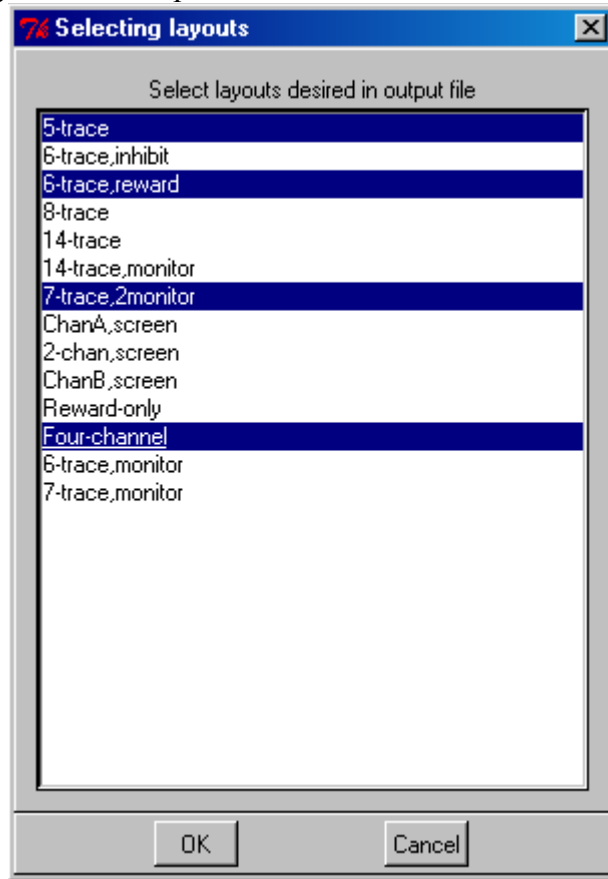 Selecting layouts
Select layouts desired in output file
5-trace
6-trace,inhibit
6-trace,reward
8-trace
14-trace
14-trace,monitor
7-trace,2monitor
ChanA,screen
2-chan,screen
ChanB,screen
Reward-only
Four-channel
6-trace,monitor
7-trace,monitor
OK Cancel